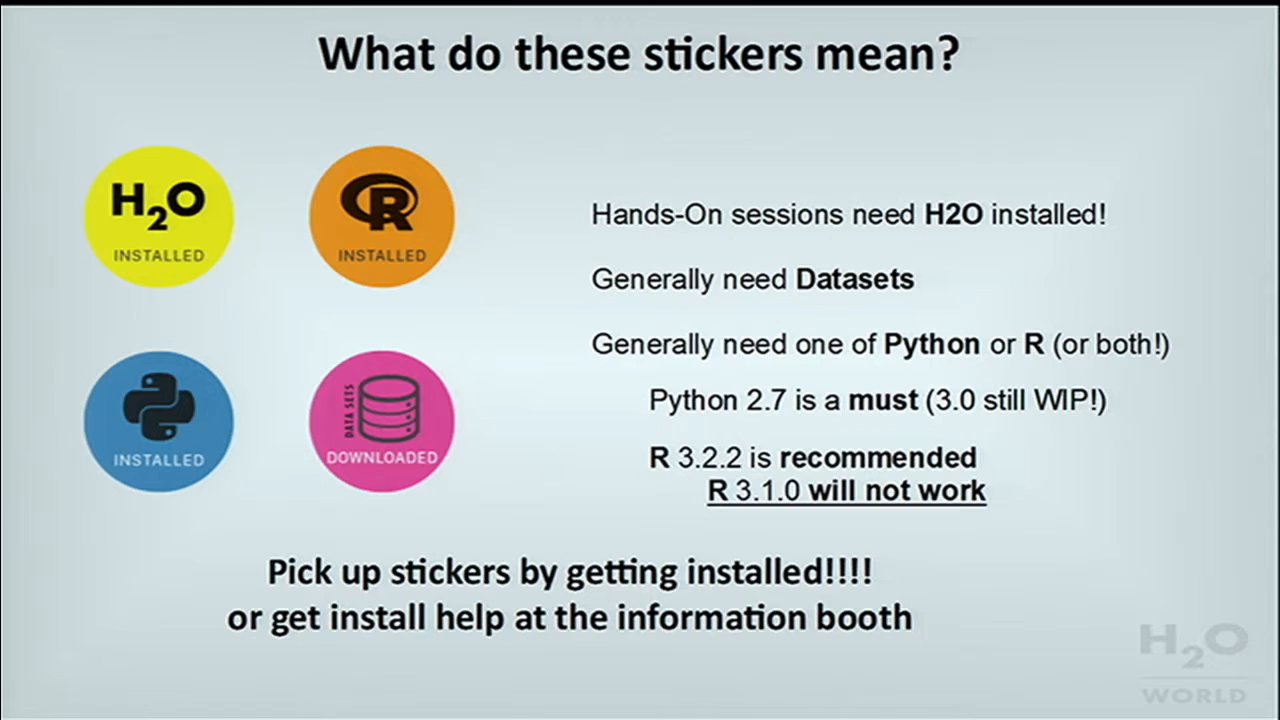 What do these stickers mean?
H2O
INSTALLED
R
INSTALLED
INSTALLED
DATA SETS
DOWNLOADED
Hands-On sessions need H2O installed!
Generally need Datasets
Generally need one of Python or R (or both!)
Python 2.7 is a must (3.0 still WIP!)
R 3.2.2 is recommended
R 3.1.0 will not work
Pick up stickers by getting installed!!!!
or get install help at the information booth
H2O
WORLD